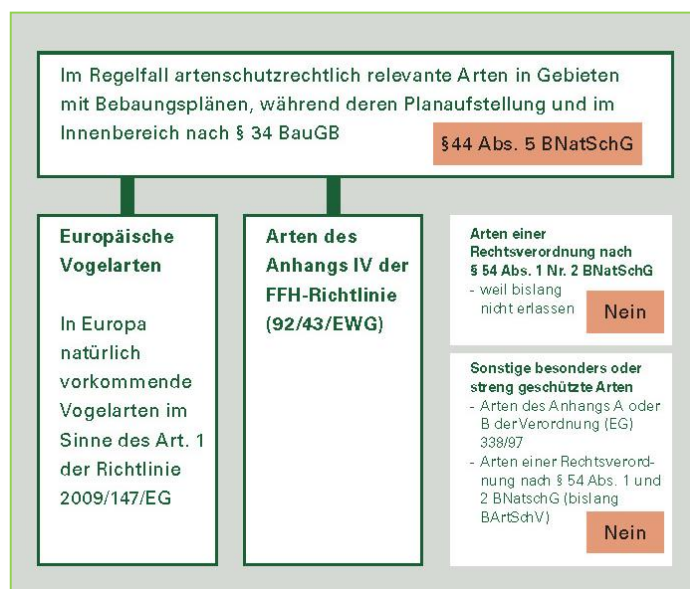 Im Regelfall artenschutzrechtlich relevante Arten in Gebieten
mit Bebaungsplänen, während deren Planaufstellung und im
Innenbereich nach § 34 BauGB
§44 Abs. 5 BNatSchG
Europäische
Vogelarten
In Europa
natürlich
vorkommende
Vogelarten im
Sinne des Art. 1
der Richtlinie
2009/147/EG
Arten des
Anhangs IV der
FFH-Richtlinie
(92/43/EWG)
Arten einer
Rechtsverordnung nach
§ 54 Abs. 1 Nr. 2 BNatSchG
- weil bislang
nicht erlassen
Nein
Sonstige besonders oder
streng geschützte Arten
- Arten des Anhangs A oder
B der Verordnung (EG)
338/97
- Arten einer Rechtsverord-
nung nach § 54 Abs. 1 und
2 BNatschG (bislang
BArtSchV)
Nein